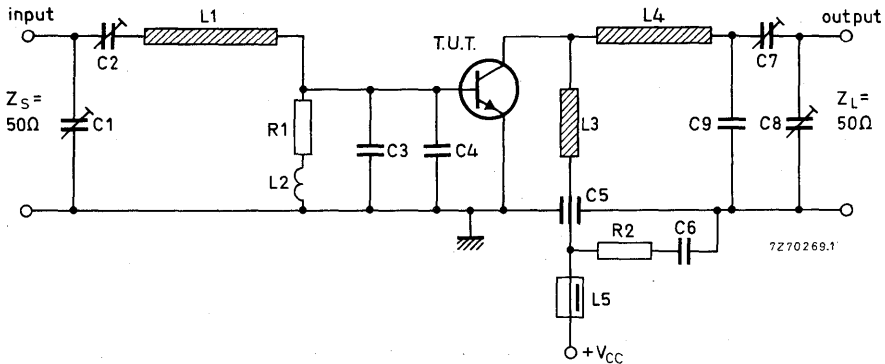 input
L1
L4
output
C2
T.U.T.
C7
Z_S =
50Ω
C1
R1
L2
C3
C4
L3
C9
C8
Z_L =
50Ω
C5
R2
C6
7Z70269.1
L5
+V_CC